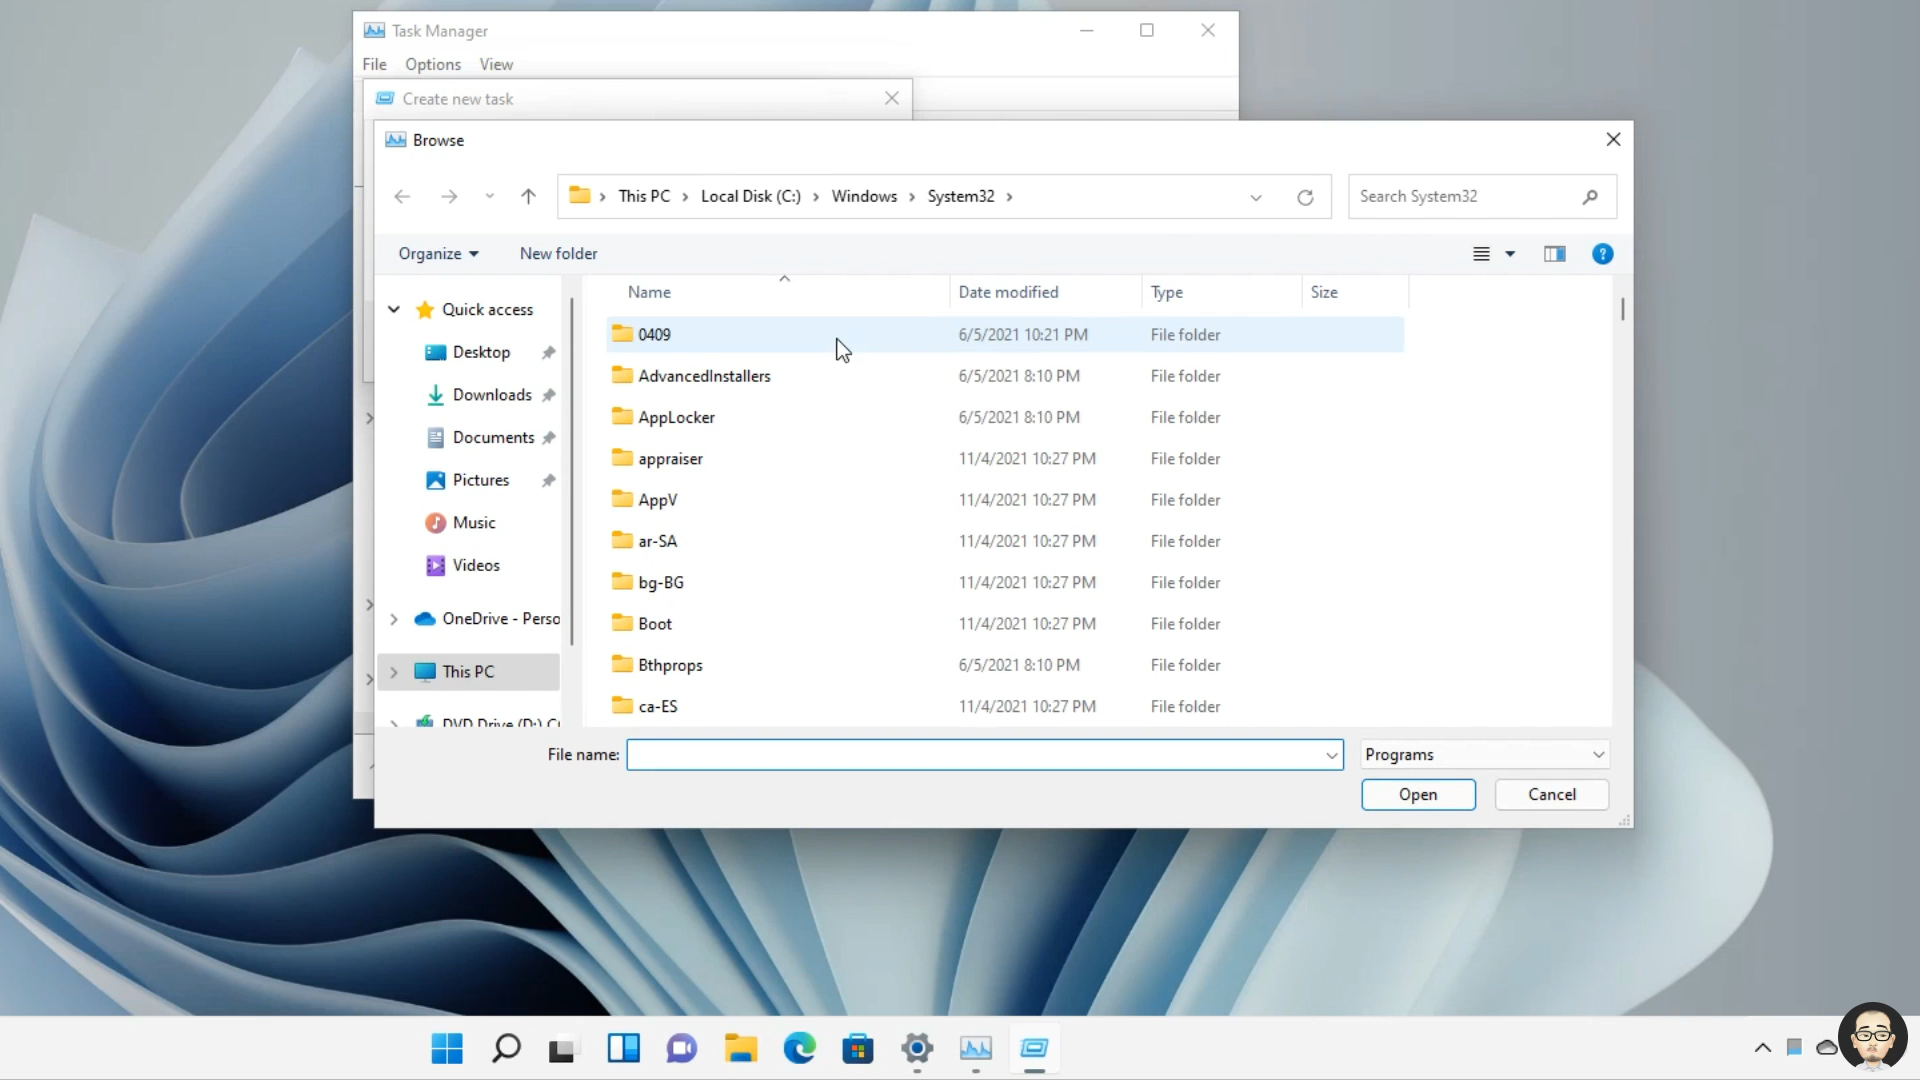 Task Manager
File Options View
Create new task
Browse
This PC > Local Disk (C:) > Windows > System32 >
Search System32
Organize
New folder
Quick access
Desktop
Downloads
Documents
Pictures
Music
Videos
OneDrive - Perso
This PC
DVD Drive (D:) C
Name Date modified Type Size
0409 6/5/2021 10:21 PM File folder
AdvancedInstallers 6/5/2021 8:10 PM File folder
AppLocker 6/5/2021 8:10 PM File folder
appraiser 11/4/2021 10:27 PM File folder
AppV 11/4/2021 10:27 PM File folder
ar-SA 11/4/2021 10:27 PM File folder
bg-BG 11/4/2021 10:27 PM File folder
Boot 11/4/2021 10:27 PM File folder
Bthprops 6/5/2021 8:10 PM File folder
ca-ES 11/4/2021 10:27 PM File folder
File name:
Programs
Open
Cancel